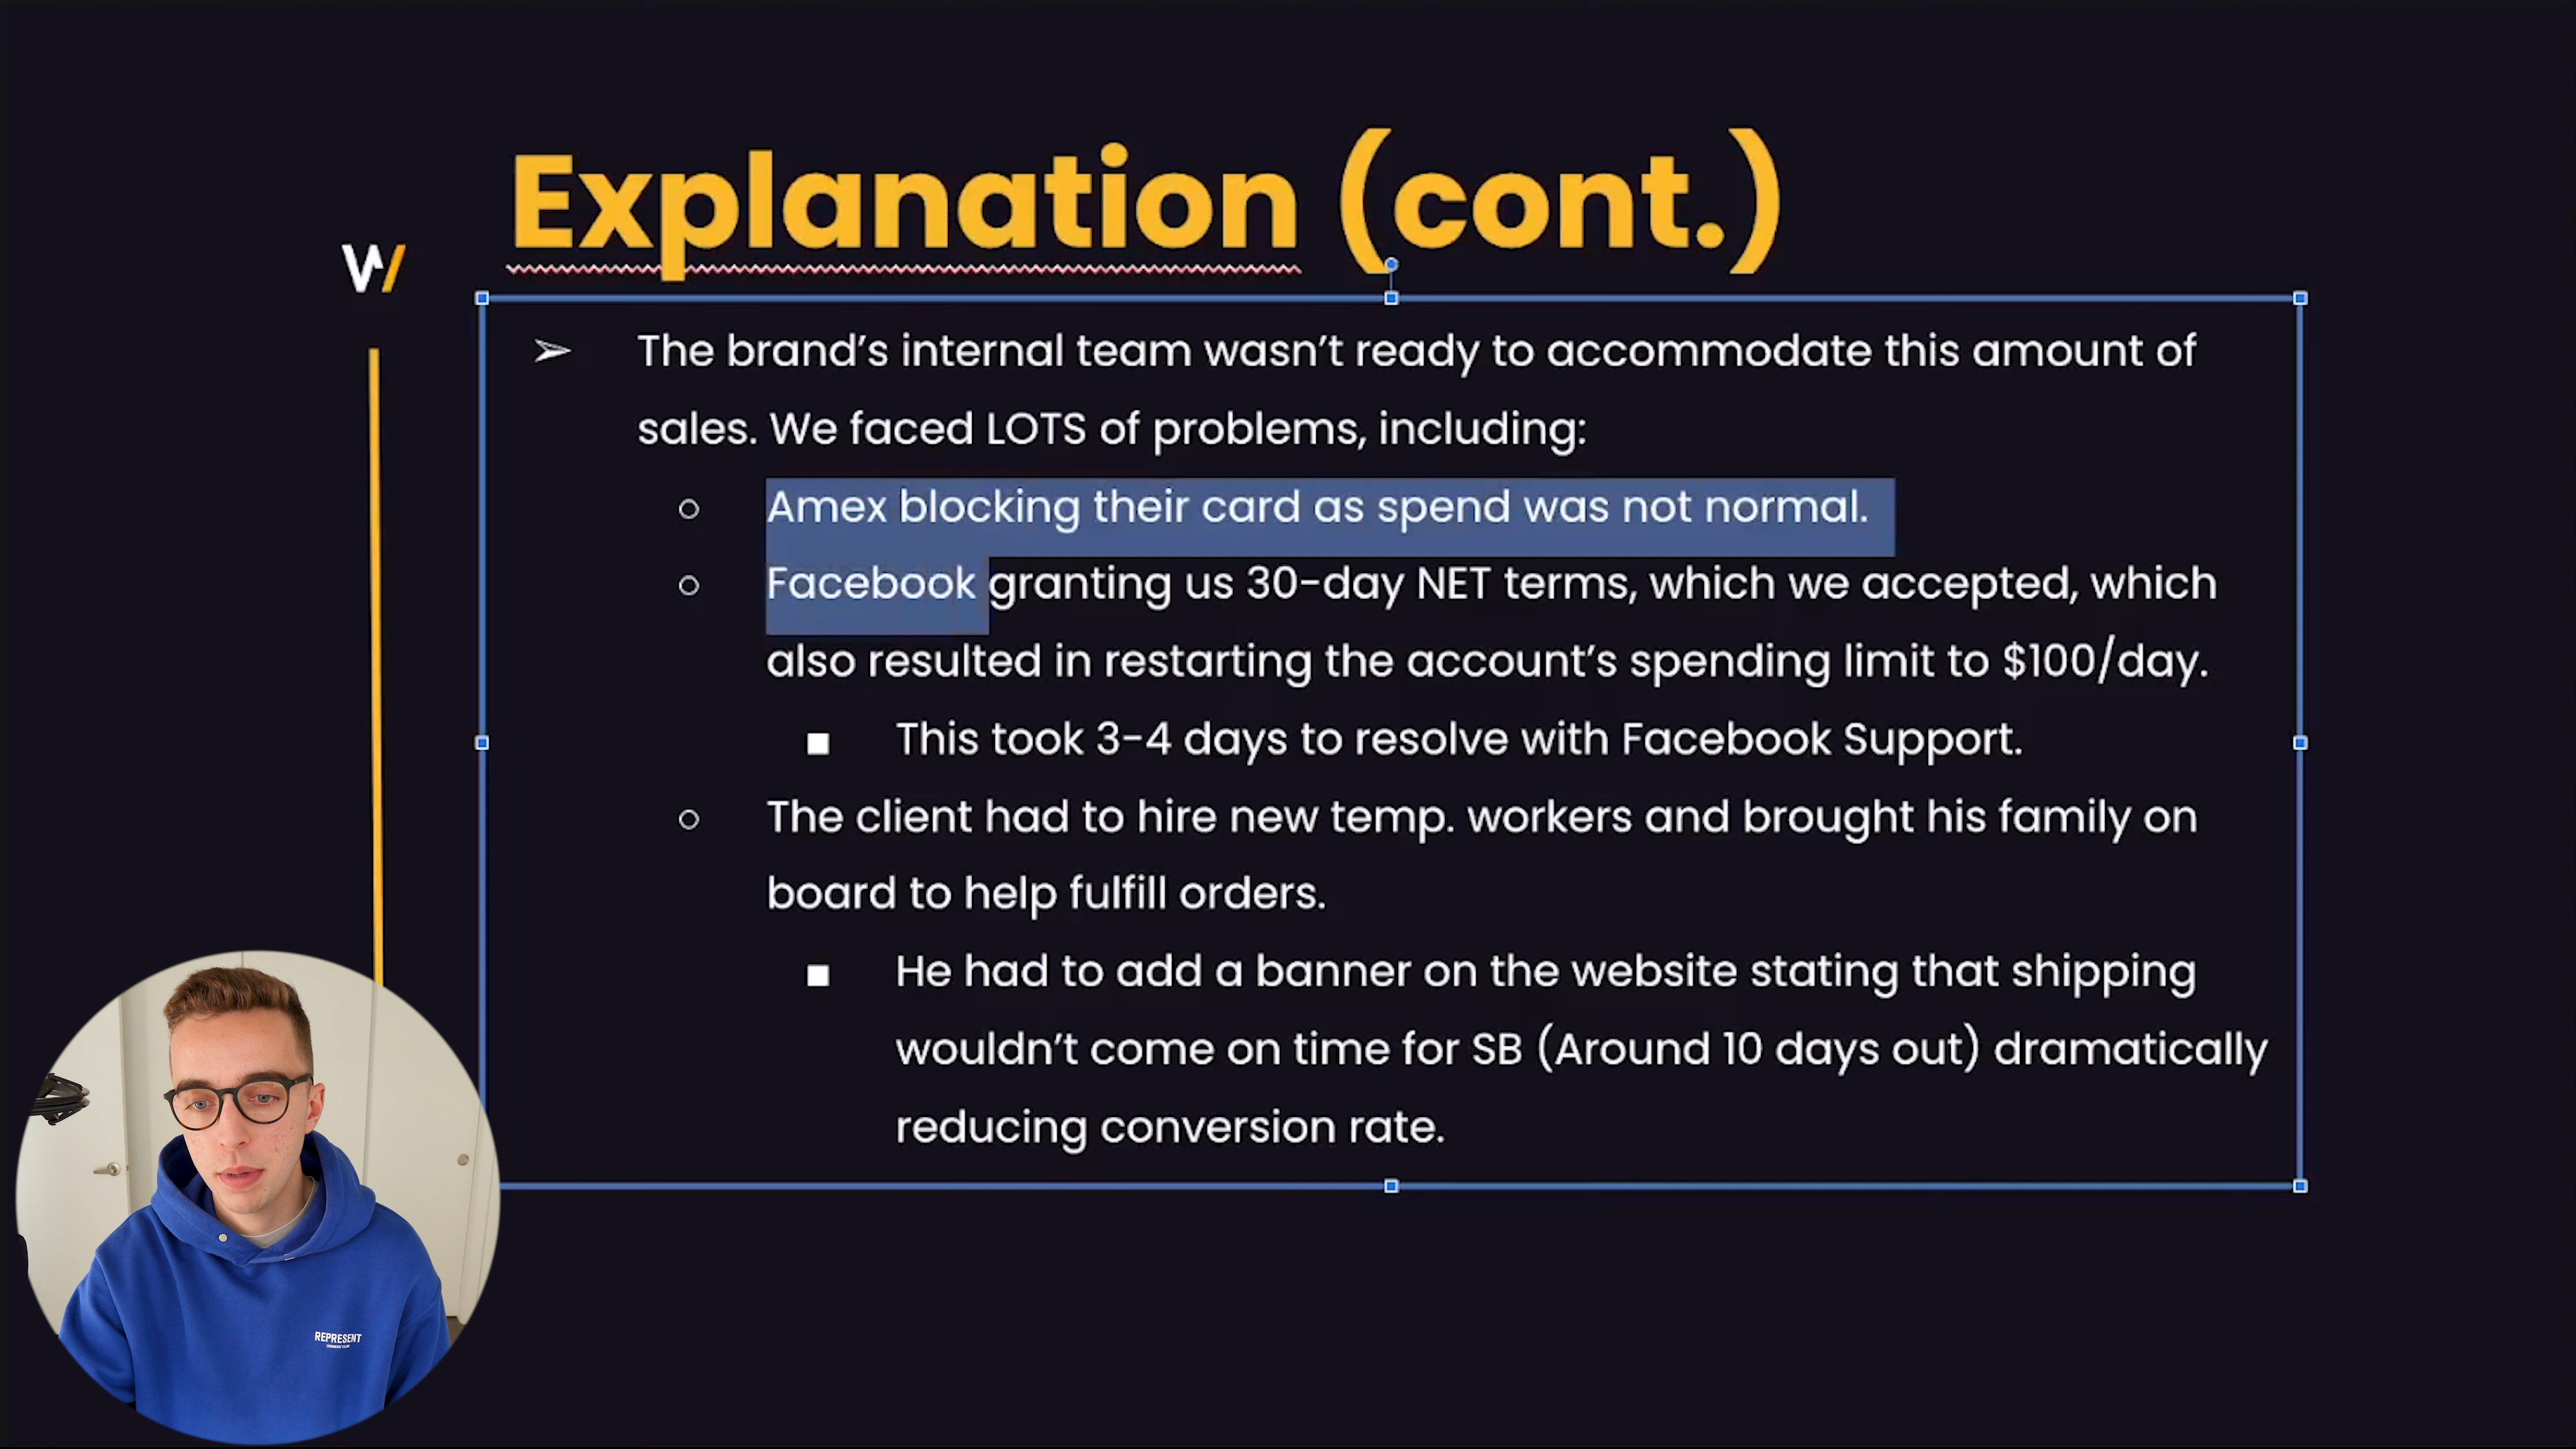 Explanation (cont.)
W
The brand's internal team wasn't ready to accommodate this amount of
sales. We faced LOTS of problems, including:
Amex blocking their card as spend was not normal.
Facebook granting us 30-day NET terms, which we accepted, which
also resulted in restarting the account's spending limit to $100/day.
This took 3-4 days to resolve with Facebook Support.
The client had to hire new temp. workers and brought his family on
board to help fulfill orders.
He had to add a banner on the website stating that shipping
wouldn't come on time for SB (Around 10 days out) dramatically
reducing conversion rate.
REPRESENT